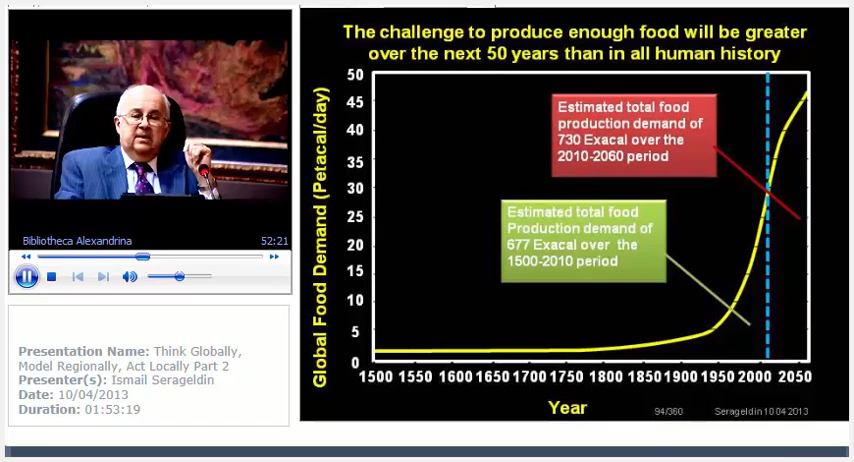 The challenge to produce enough food will be greater
over the next 50 years than in all human history
Global Food Demand (Petacal/day)
50
45
40
35
30
25
20
15
10
5
0
Estimated total food
production demand of
730 Exacal over the
2010-2060 period
Estimated total food
Production demand of
677 Exacal over the
1500-2010 period
1500 1550 1600 1650 1700 1750 1800 1850 1900 1950 2000 2050
Year
94/360
Serageldin 10 04 2013
Bibliotheca Alexandrina
52:21
Presentation Name: Think Globally,
Model Regionally, Act Locally Part 2
Presenter(s): Ismail Serageldin
Date: 10/04/2013
Duration: 01:53:19